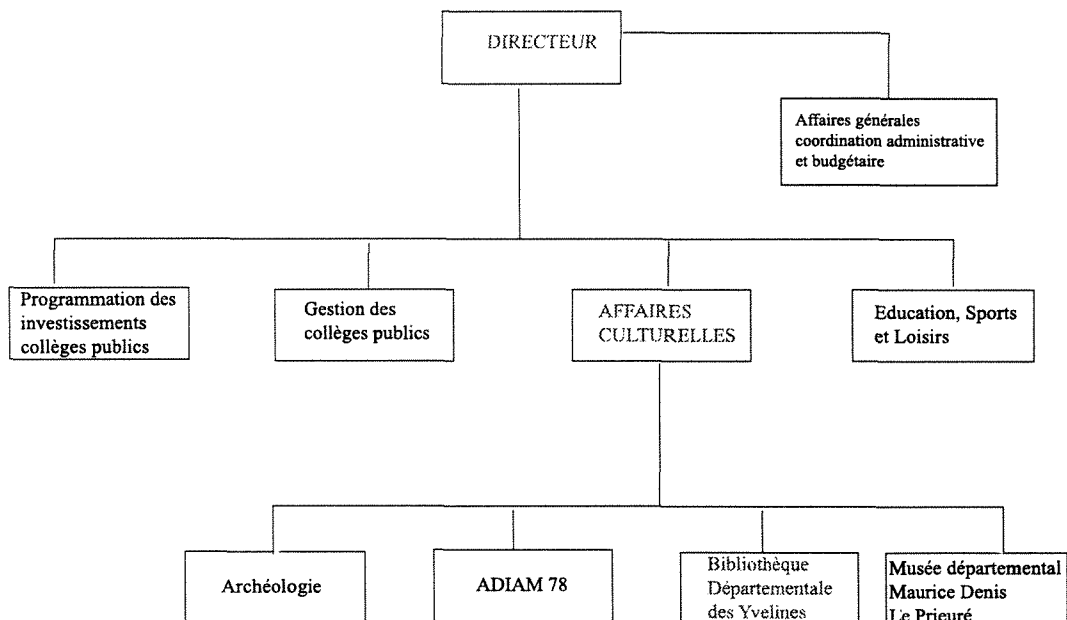 DIRECTEUR
Affaires générales
coordination administrative
et budgétaire
Programmation des
investissements
collèges publics
Gestion des
collèges publics
AFFAIRES
CULTURELLES
Education, Sports
et Loisirs
Archéologie
ADIAM 78
Bibliothèque
Départementale
des Yvelines
Musée départemental
Maurice Denis
Le Prieuré